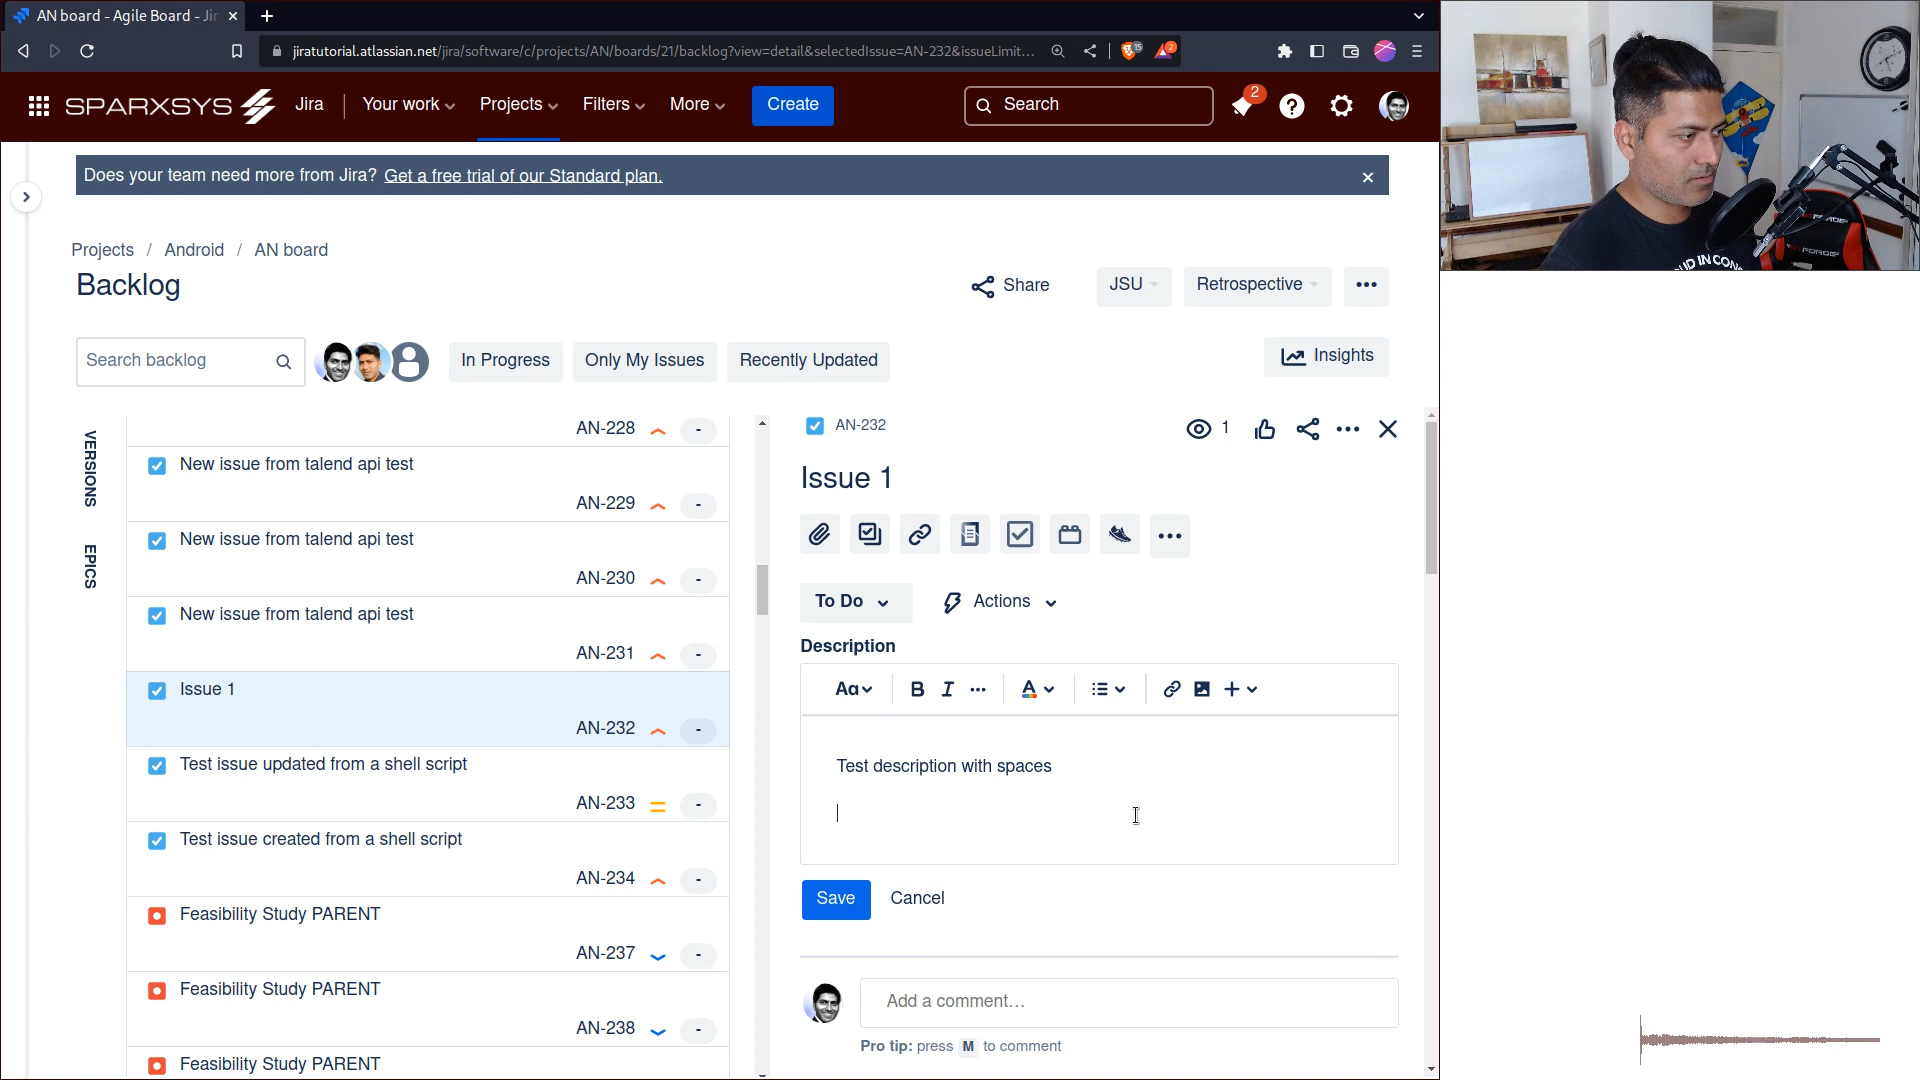 AN board - Agile Board - Jir
jiratutorial.atlassian.net/jira/software/c/projects/AN/boards/21/backlog?view=detail&selectedIssue=AN-232&issueLimit...
15
2
SPARXSYS
Jira
Your work
Projects
Filters
More
Create
Search
2
Does your team need more from Jira? Get a free trial of our Standard plan.
Projects / Android / AN board
Backlog
Share
JSU
Retrospective
Search backlog
In Progress
Only My Issues
Recently Updated
Insights
VERSIONS
EPICS
AN-228 -
New issue from talend api test
AN-229 -
New issue from talend api test
AN-230 -
New issue from talend api test
AN-231 -
Issue 1
AN-232 -
Test issue updated from a shell script
AN-233 -
Test issue created from a shell script
AN-234 -
Feasibility Study PARENT
AN-237 -
Feasibility Study PARENT
AN-238 -
Feasibility Study PARENT
AN-232
1
Issue 1
To Do
Actions
Description
Aa B I A
Test description with spaces
Save
Cancel
Add a comment…
Pro tip: press M to comment